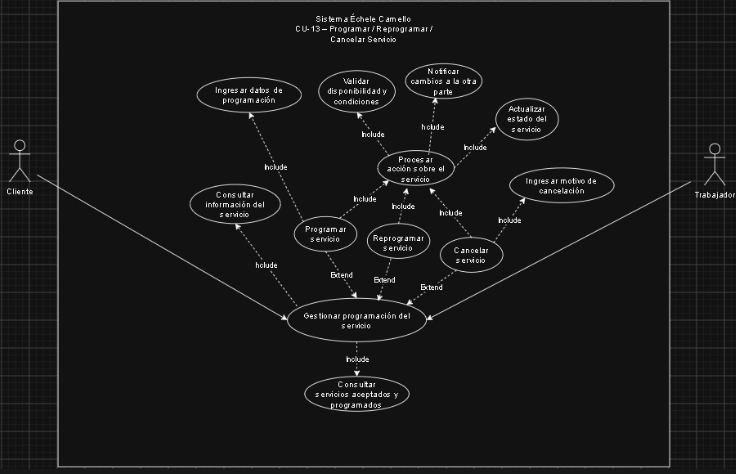 Sistema Échele Camello
CU-13 – Programar / Reprogramar /
Cancelar Servicio
Notificar
cambios a la otra
parte
Validar
disponibilidad y
condiciones
Ingresar datos de
programación
Actualizar
estado del
servicio
Include
Include
Include
Procesar
acción sobre el
servicio
Include
Cliente
Trabajador
Ingresar motivo de
cancelación
Consultar
información del
servicio
Include
Include
Include
Include
Programar
servicio
Reprogramar
servicio
Cancelar
servicio
Include
Extend
Extend
Extend
Gestionar programación del
servicio
Include
Consultar
servicios aceptados y
programados